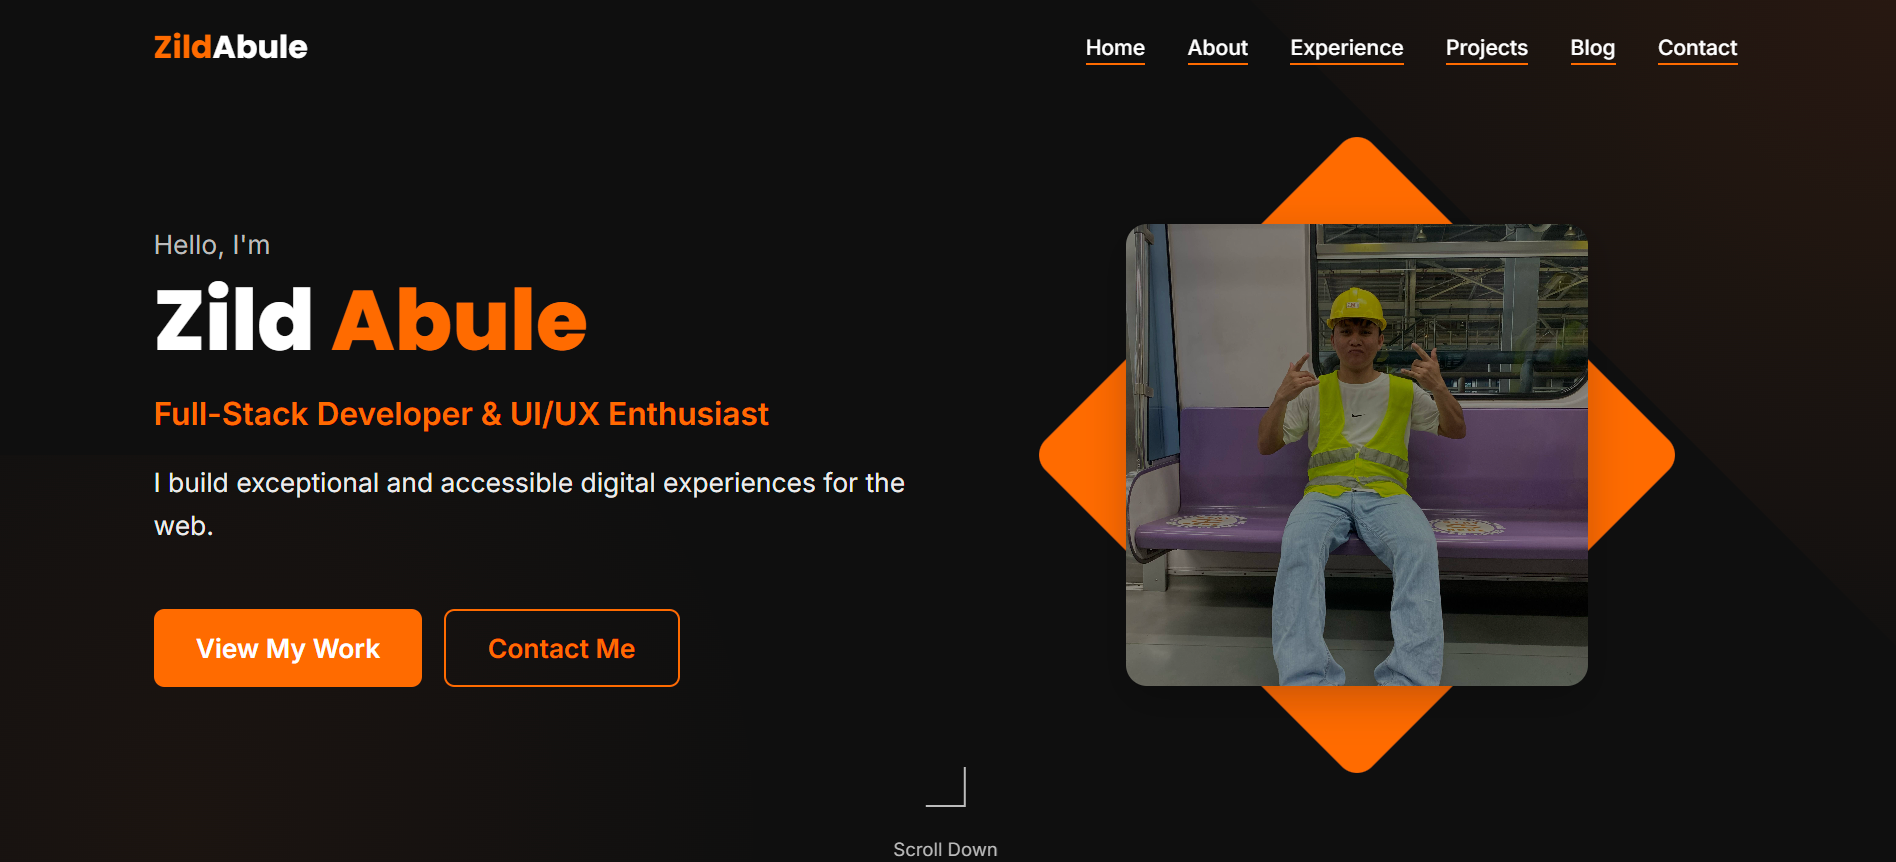 ZildAbule
Home About Experience Projects Blog Contact
Hello, I'm
Zild Abule
Full-Stack Developer & UI/UX Enthusiast
I build exceptional and accessible digital experiences for the
web.
View My Work
Contact Me
Scroll Down